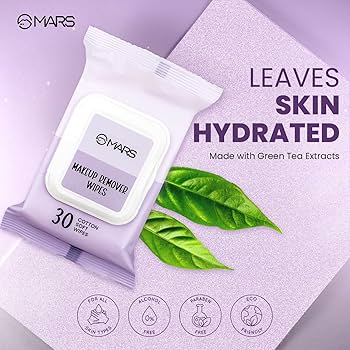 MARS
LEAVES
SKIN
HYDRATED
Made with Green Tea Extracts
MARS
MAKEUP REMOVER
WIPES
30 COTTON
SOFT
WIPES
FOR ALL
SKIN TYPES
ALCOHOL
0%
FREE
PARABEN
FREE
ECO
FRIENDLY